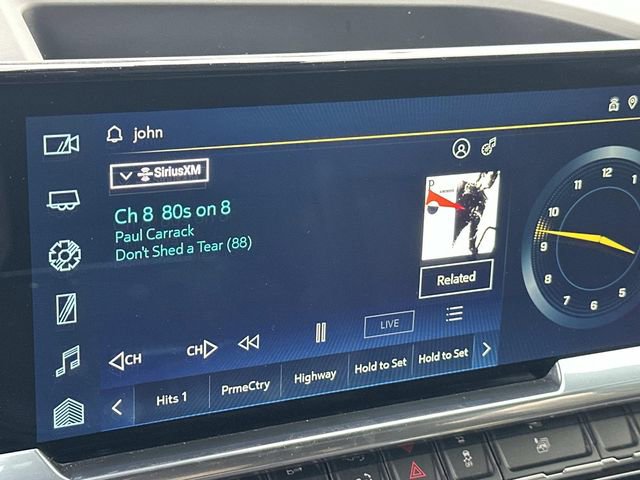 john
SiriusXM
Ch 8 80s on 8
Paul Carrack
Don't Shed a Tear (88)
Related
CH
CH
LIVE
Hits 1
PrmeCtry
Highway
Hold to Set
Hold to Set
12
1
11
10
9
8
7
6
5